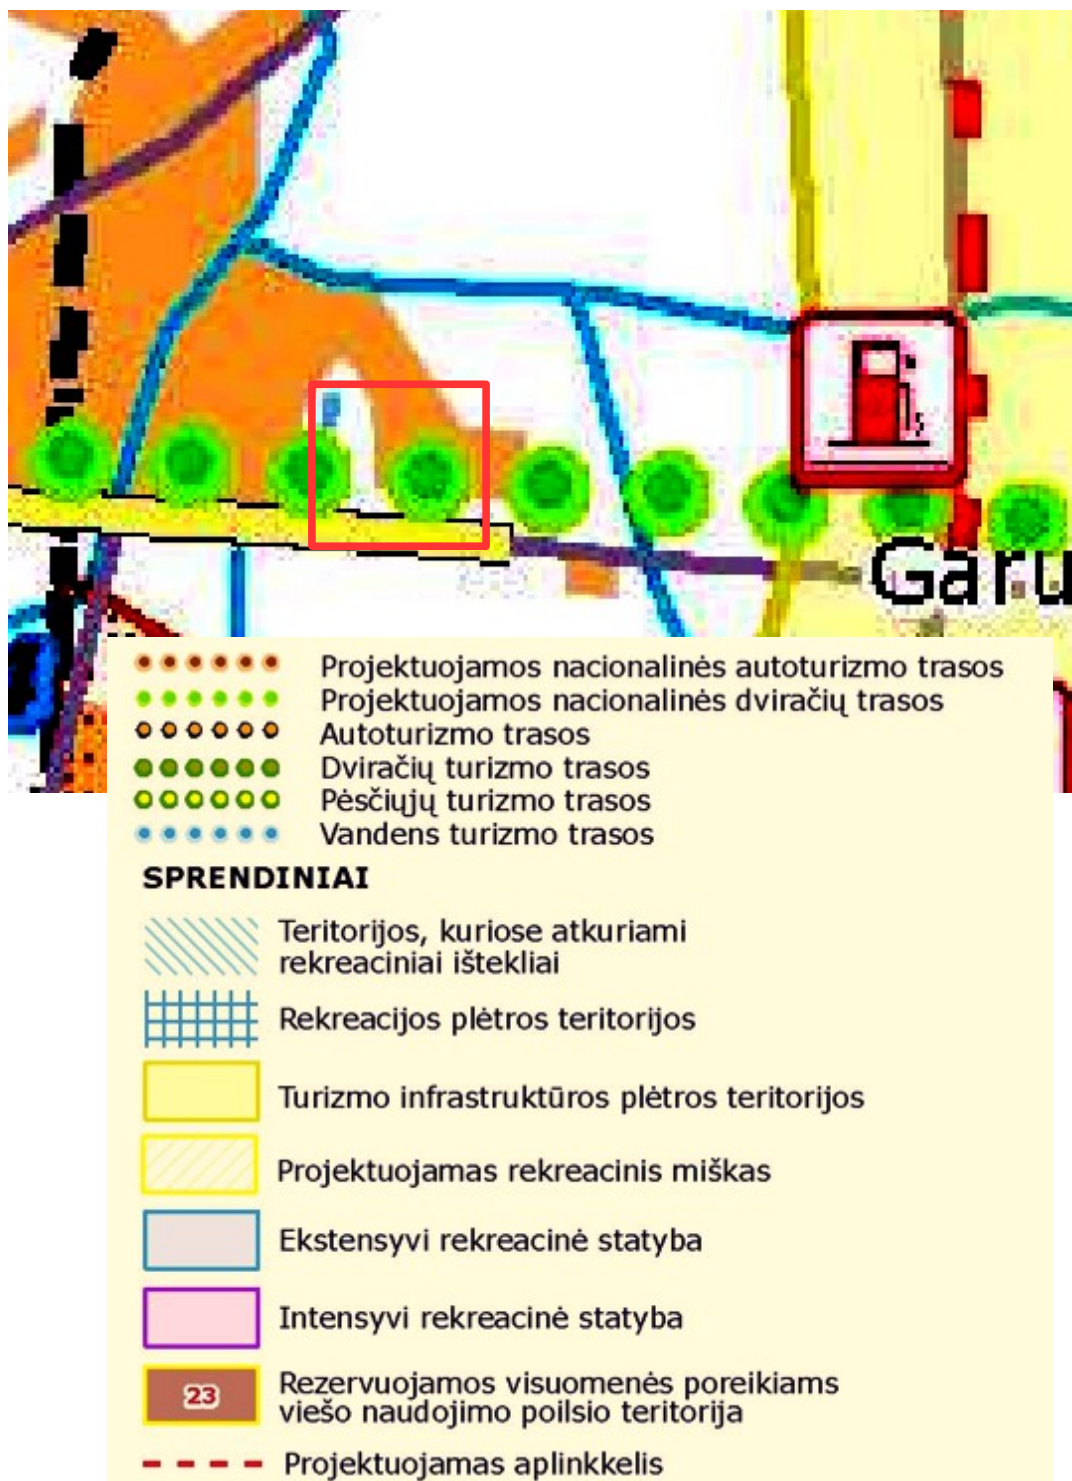 Garu
Projektuojamos nacionalinės autoturizmo trasos
Projektuojamos nacionalinės dviračių trasos
Autoturizmo trasos
Dviračių turizmo trasos
Pėsčiųjų turizmo trasos
Vandens turizmo trasos
SPRENDINIAI
Teritorijos, kuriose atkuriami
rekreaciniai ištekliai
Rekreacijos plėtros teritorijos
Turizmo infrastruktūros plėtros teritorijos
Projektuojamas rekreacinis miškas
Ekstensyvi rekreacinė statyba
Intensyvi rekreacinė statyba
23
Rezervuojamos visuomenės poreikiams
viešo naudojimo poilsio teritorija
Projektuojamas aplinkkelis